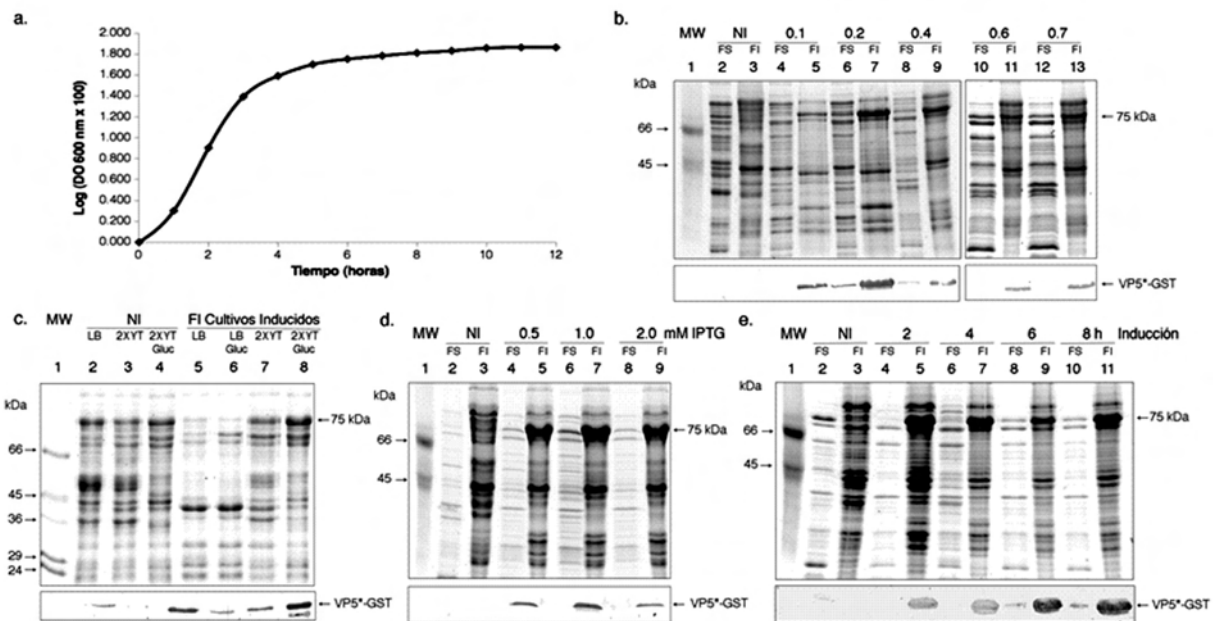 a.
2.000
1.800
1.600
1.400
1.200
1.000
0.800
0.600
0.400
0.200
0.000
Log (DO 600 nm x 100)
0 2 4 6 8 10 12
Tiempo (horas)
b.
MW NI 0.1 0.2 0.4 0.6 0.7
FS FI FS FI FS FI FS FI FS FI FS FI
1 2 3 4 5 6 7 8 9 10 11 12 13
kDa
66
45
75 kDa
VP5*-GST
c.
MW NI FI Cultivos Inducidos
LB 2XYT 2XYT Gluc LB LB Gluc 2XYT 2XYT Gluc
1 2 3 4 5 6 7 8
kDa
66
45
36
29
24
75 kDa
VP5*-GST
d.
MW NI 0.5 1.0 2.0 mM IPTG
FS FI FS FI FS FI FS FI
1 2 3 4 5 6 7 8 9
kDa
66
45
75 kDa
VP5*-GST
e.
MW NI 2 4 6 8 h Inducción
FS FI FS FI FS FI FS FI FS FI
1 2 3 4 5 6 7 8 9 10 11
kDa
66
45
75 kDa
VP5*-GST